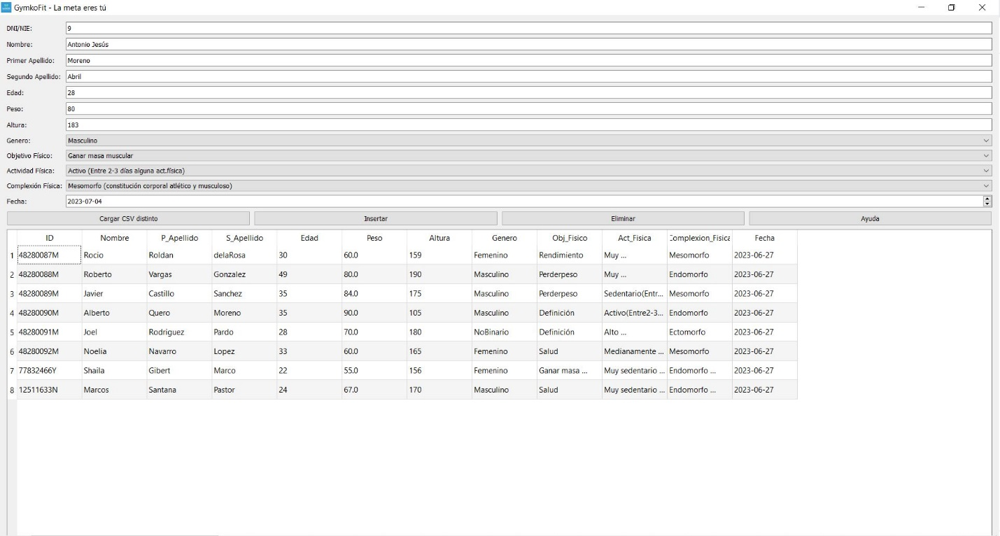 GymkoFit - La meta eres tú
DNI/NIE: 9
Nombre: Antonio Jesús
Primer Apellido: Moreno
Segundo Apellido: Abril
Edad: 28
Peso: 80
Altura: 183
Genero: Masculino
Objetivo Físico: Ganar masa muscular
Actividad Física: Activo (Entre 2-3 días alguna act.física)
Complexión Física: Mesomorfo (constitución corporal atlético y musculoso)
Fecha: 2023-07-04
Cargar CSV distinto Insertar Eliminar Ayuda
ID Nombre P_Apellido S_Apellido Edad Peso Altura Genero Obj_Fisico Act_Fisica Complexion_Fisica Fecha
1 48280087M Rocio Roldan delaRosa 30 60.0 159 Femenino Rendimiento Muy ... Mesomorfo 2023-06-27
2 48280088M Roberto Vargas Gonzalez 49 80.0 190 Masculino Perderpeso Muy ... Endomorfo 2023-06-27
3 48280089M Javier Castillo Sanchez 35 84.0 175 Masculino Perderpeso Sedentario(Entr... Mesomorfo 2023-06-27
4 48280090M Alberto Quero Moreno 35 90.0 105 Masculino Definición Activo(Entre2-3... Endomorfo 2023-06-27
5 48280091M Joel Rodriguez Pardo 28 70.0 180 NoBinario Definición Alto ... Ectomorfo 2023-06-27
6 48280092M Noelia Navarro Lopez 33 60.0 165 Femenino Salud Medianamente ... Mesomorfo 2023-06-27
7 77832466Y Shaila Gibert Marco 22 55.0 156 Femenino Ganar masa ... Muy sedentario ... Endomorfo ... 2023-06-27
8 12511633N Marcos Santana Pastor 24 67.0 170 Masculino Salud Muy sedentario ... Endomorfo ... 2023-06-27